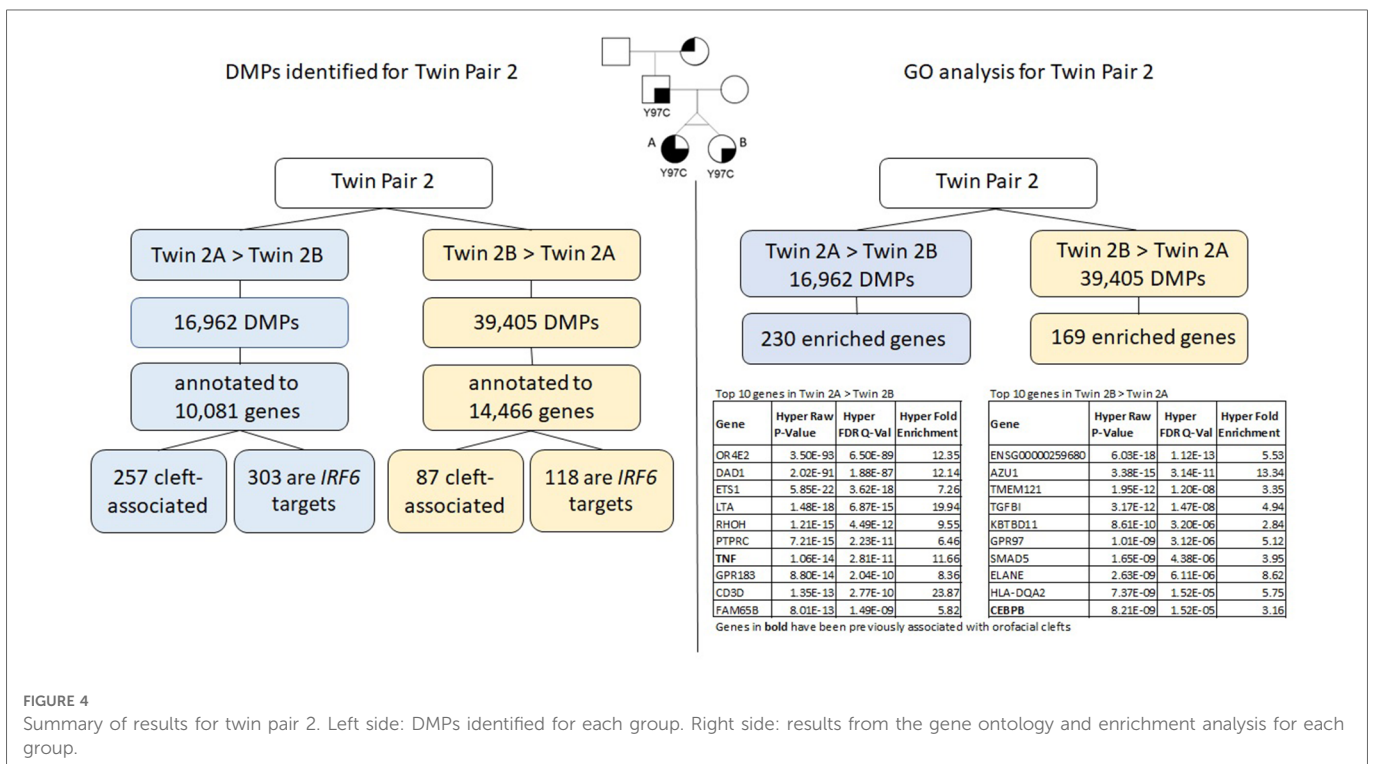 DMPs identified for Twin Pair 2
Y97C
A
B
Y97C
Y97C
Twin Pair 2
Twin 2A > Twin 2B
Twin 2B > Twin 2A
16,962 DMPs
39,405 DMPs
annotated to
10,081 genes
annotated to
14,466 genes
257 cleft-
associated
303 are IRF6
targets
87 cleft-
associated
118 are IRF6
targets
GO analysis for Twin Pair 2
Twin Pair 2
Twin 2A > Twin 2B
16,962 DMPs
Twin 2B > Twin 2A
39,405 DMPs
230 enriched genes
169 enriched genes
Top 10 genes in Twin 2A > Twin 2B
Gene Hyper Raw P-Value Hyper FDR Q-Val Hyper Fold Enrichment
OR4E2 3.50E-93 6.50E-89 12.35
DAD1 2.02E-91 1.88E-87 12.14
ETS1 5.85E-22 3.62E-18 7.26
LTA 1.48E-18 6.87E-15 19.94
RHOH 1.21E-15 4.49E-12 9.55
PTPRC 7.21E-15 2.23E-11 6.46
TNF 1.06E-14 2.81E-11 11.66
GPR183 8.80E-14 2.04E-10 8.36
CD3D 1.35E-13 2.77E-10 23.87
FAM65B 8.01E-13 1.49E-09 5.82
Top 10 genes in Twin 2B > Twin 2A
Gene Hyper Raw P-Value Hyper FDR Q-Val Hyper Fold Enrichment
ENSG00000259680 6.03E-18 1.12E-13 5.53
AZU1 3.38E-15 3.14E-11 13.34
TMEM121 1.95E-12 1.20E-08 3.35
TGFBI 3.17E-12 1.47E-08 4.94
KBTBD11 8.61E-10 3.20E-06 2.84
GPR97 1.01E-09 3.12E-06 5.12
SMAD5 1.65E-09 4.38E-06 3.95
ELANE 2.63E-09 6.11E-06 8.62
HLA-DQA2 7.37E-09 1.52E-05 5.75
CEBPB 8.21E-09 1.52E-05 3.16
Genes in bold have been previously associated with orofacial clefts
FIGURE 4
Summary of results for twin pair 2. Left side: DMPs identified for each group. Right side: results from the gene ontology and enrichment analysis for each
group.